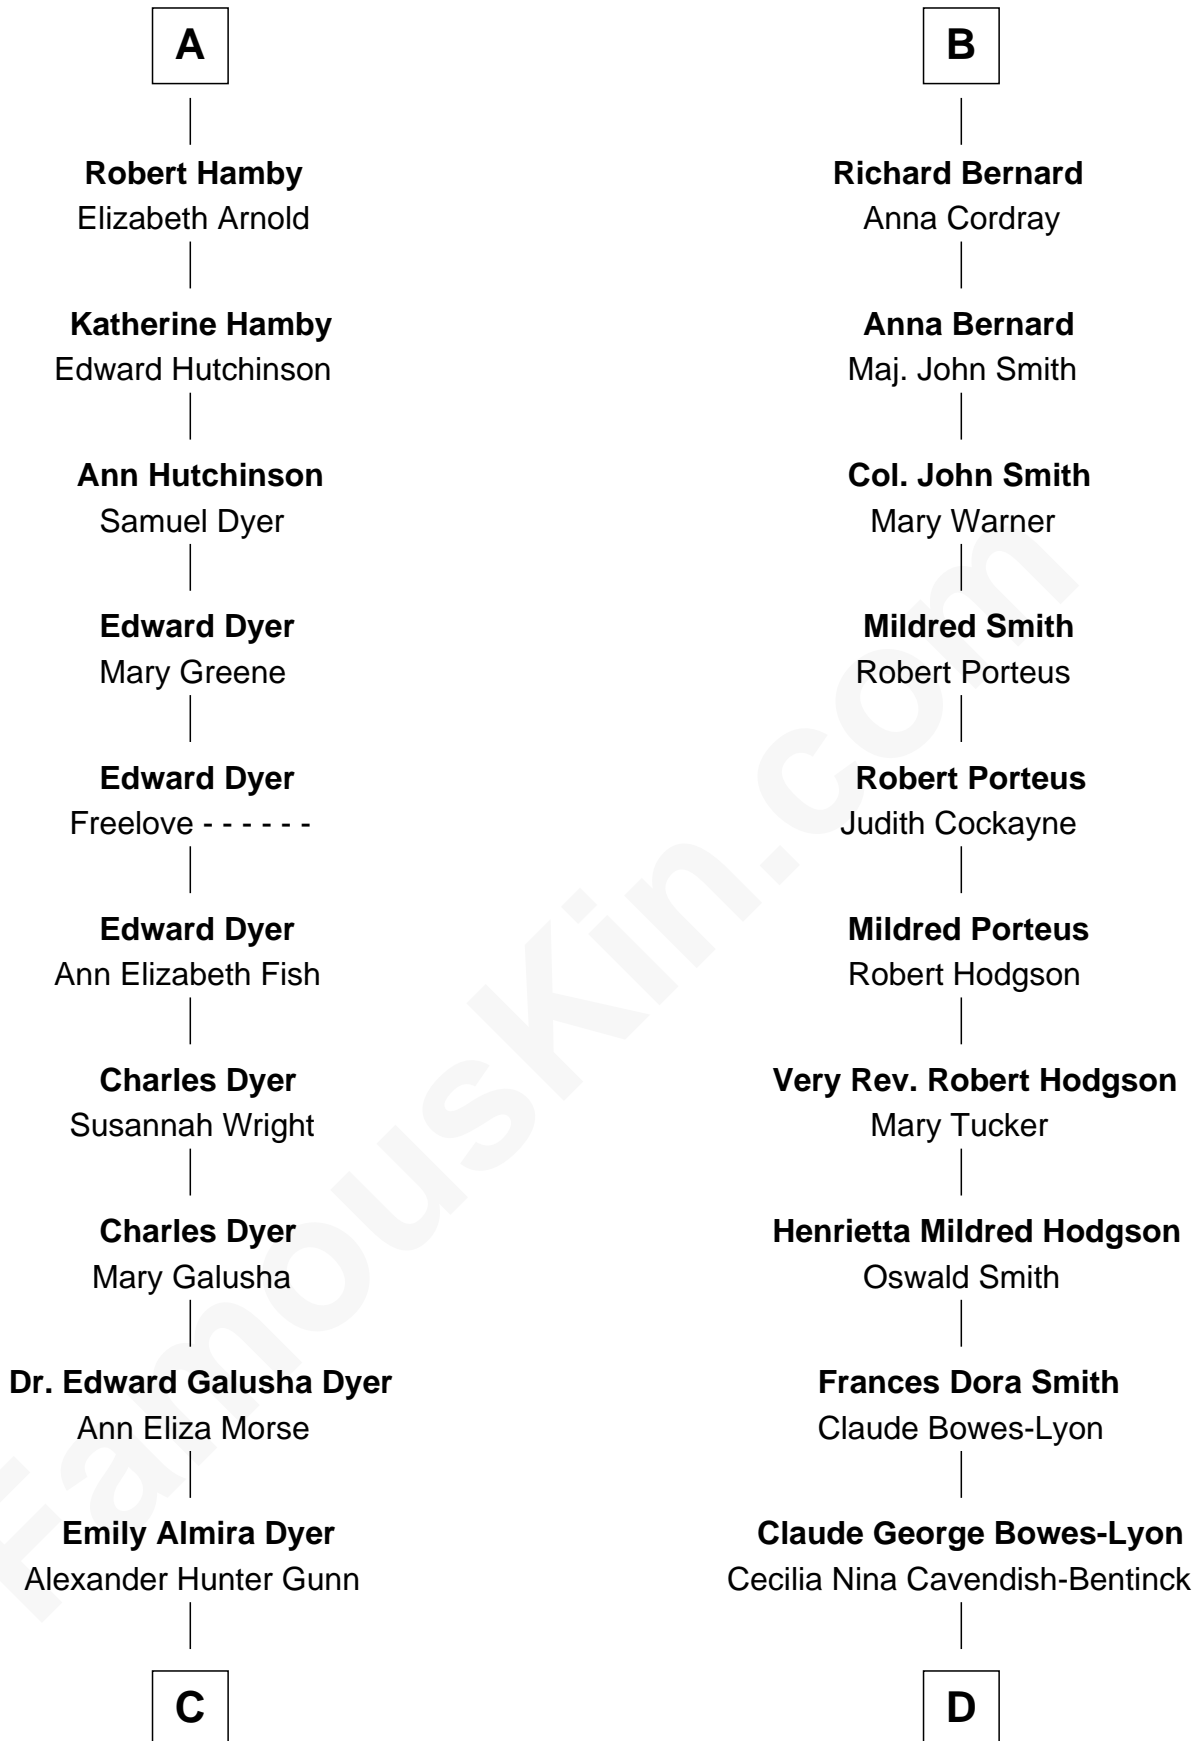 A
Robert Hamby
Elizabeth Arnold
Katherine Hamby
Edward Hutchinson
Ann Hutchinson
Samuel Dyer
Edward Dyer
Mary Greene
Edward Dyer
Freelove - - - - - -
Edward Dyer
Ann Elizabeth Fish
Charles Dyer
Susannah Wright
Charles Dyer
Mary Galusha
Dr. Edward Galusha Dyer
Ann Eliza Morse
Emily Almira Dyer
Alexander Hunter Gunn
C
B
Richard Bernard
Anna Cordray
Anna Bernard
Maj. John Smith
Col. John Smith
Mary Warner
Mildred Smith
Robert Porteus
Robert Porteus
Judith Cockayne
Mildred Porteus
Robert Hodgson
Very Rev. Robert Hodgson
Mary Tucker
Henrietta Mildred Hodgson
Oswald Smith
Frances Dora Smith
Claude Bowes-Lyon
Claude George Bowes-Lyon
Cecilia Nina Cavendish-Bentinck
D
FamousKin.com